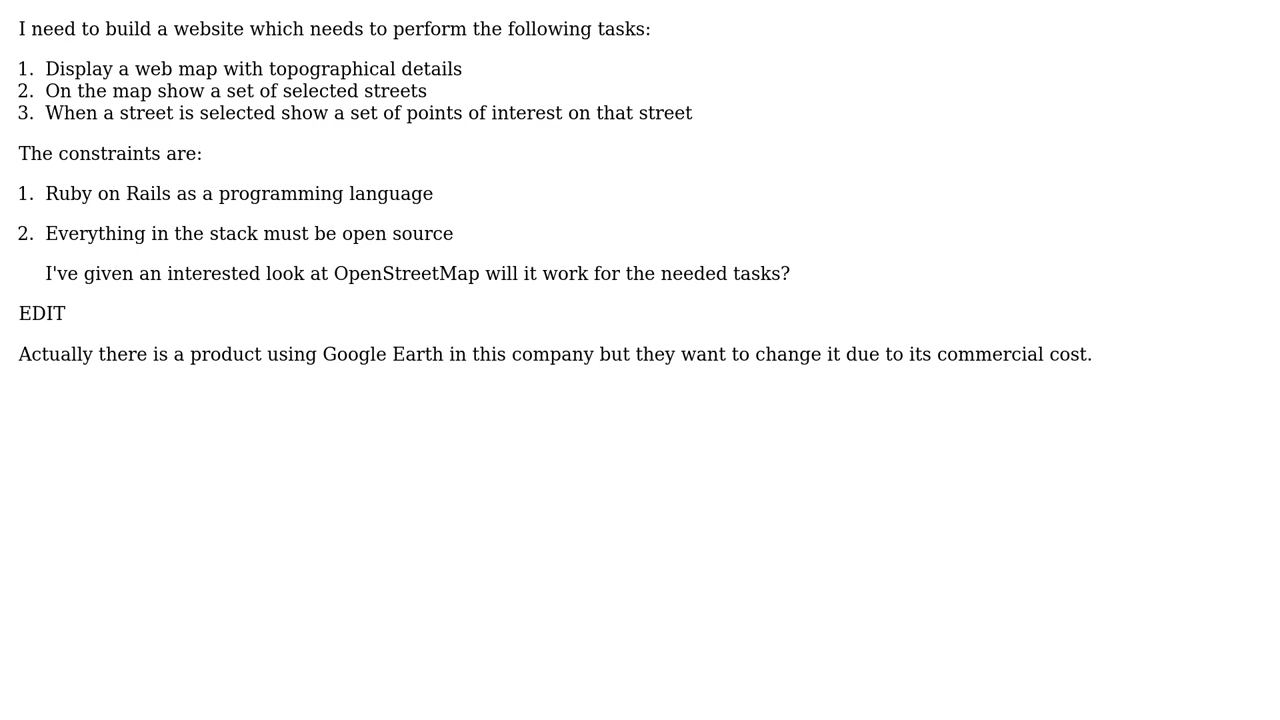 I need to build a website which needs to perform the following tasks:
1. Display a web map with topographical details
2. On the map show a set of selected streets
3. When a street is selected show a set of points of interest on that street
The constraints are:
1. Ruby on Rails as a programming language
2. Everything in the stack must be open source
I've given an interested look at OpenStreetMap will it work for the needed tasks?
EDIT
Actually there is a product using Google Earth in this company but they want to change it due to its commercial cost.